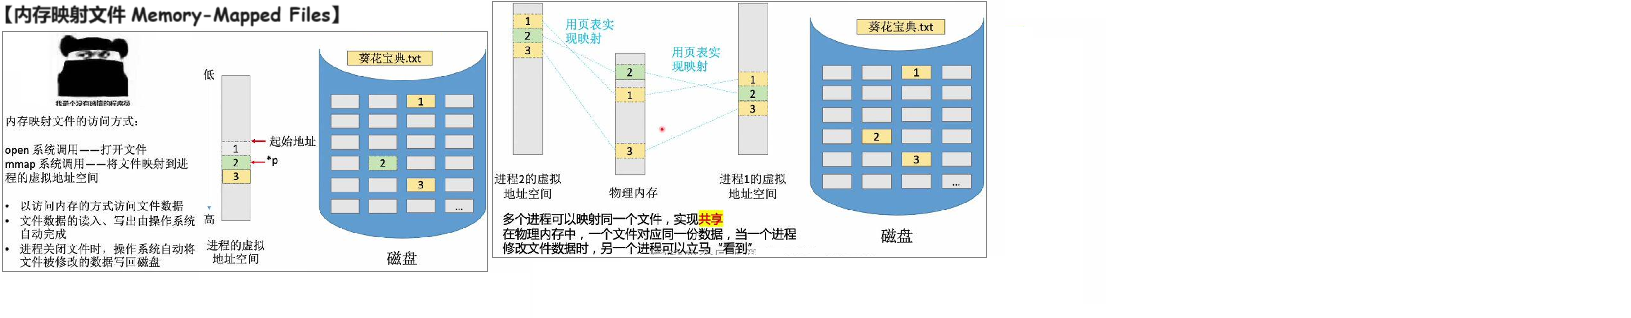 【内存映射文件 Memory-Mapped Files】
我是个没有感情的程序员
内存映射文件的访问方式：
open 系统调用——打开文件
mmap 系统调用——将文件映射到进
程的虚拟地址空间
• 以访问内存的方式访问文件数据
• 文件数据的读入、写出由操作系统
自动完成
• 进程关闭文件时，操作系统自动将
文件被修改的数据写回磁盘
低
起始地址
1
2
*p
3
高
进程的虚拟
地址空间
葵花宝典.txt
1
2
3
...
磁盘
1
2
3
用页表实
现映射
进程2的虚拟
地址空间
2
1
3
物理内存
用页表实
现映射
1
2
3
进程1的虚拟
地址空间
多个进程可以映射同一个文件，实现共享
在物理内存中，一个文件对应同一份数据，当一个进程
修改文件数据时，另一个进程可以立马“看到”
葵花宝典.txt
1
2
3
...
磁盘